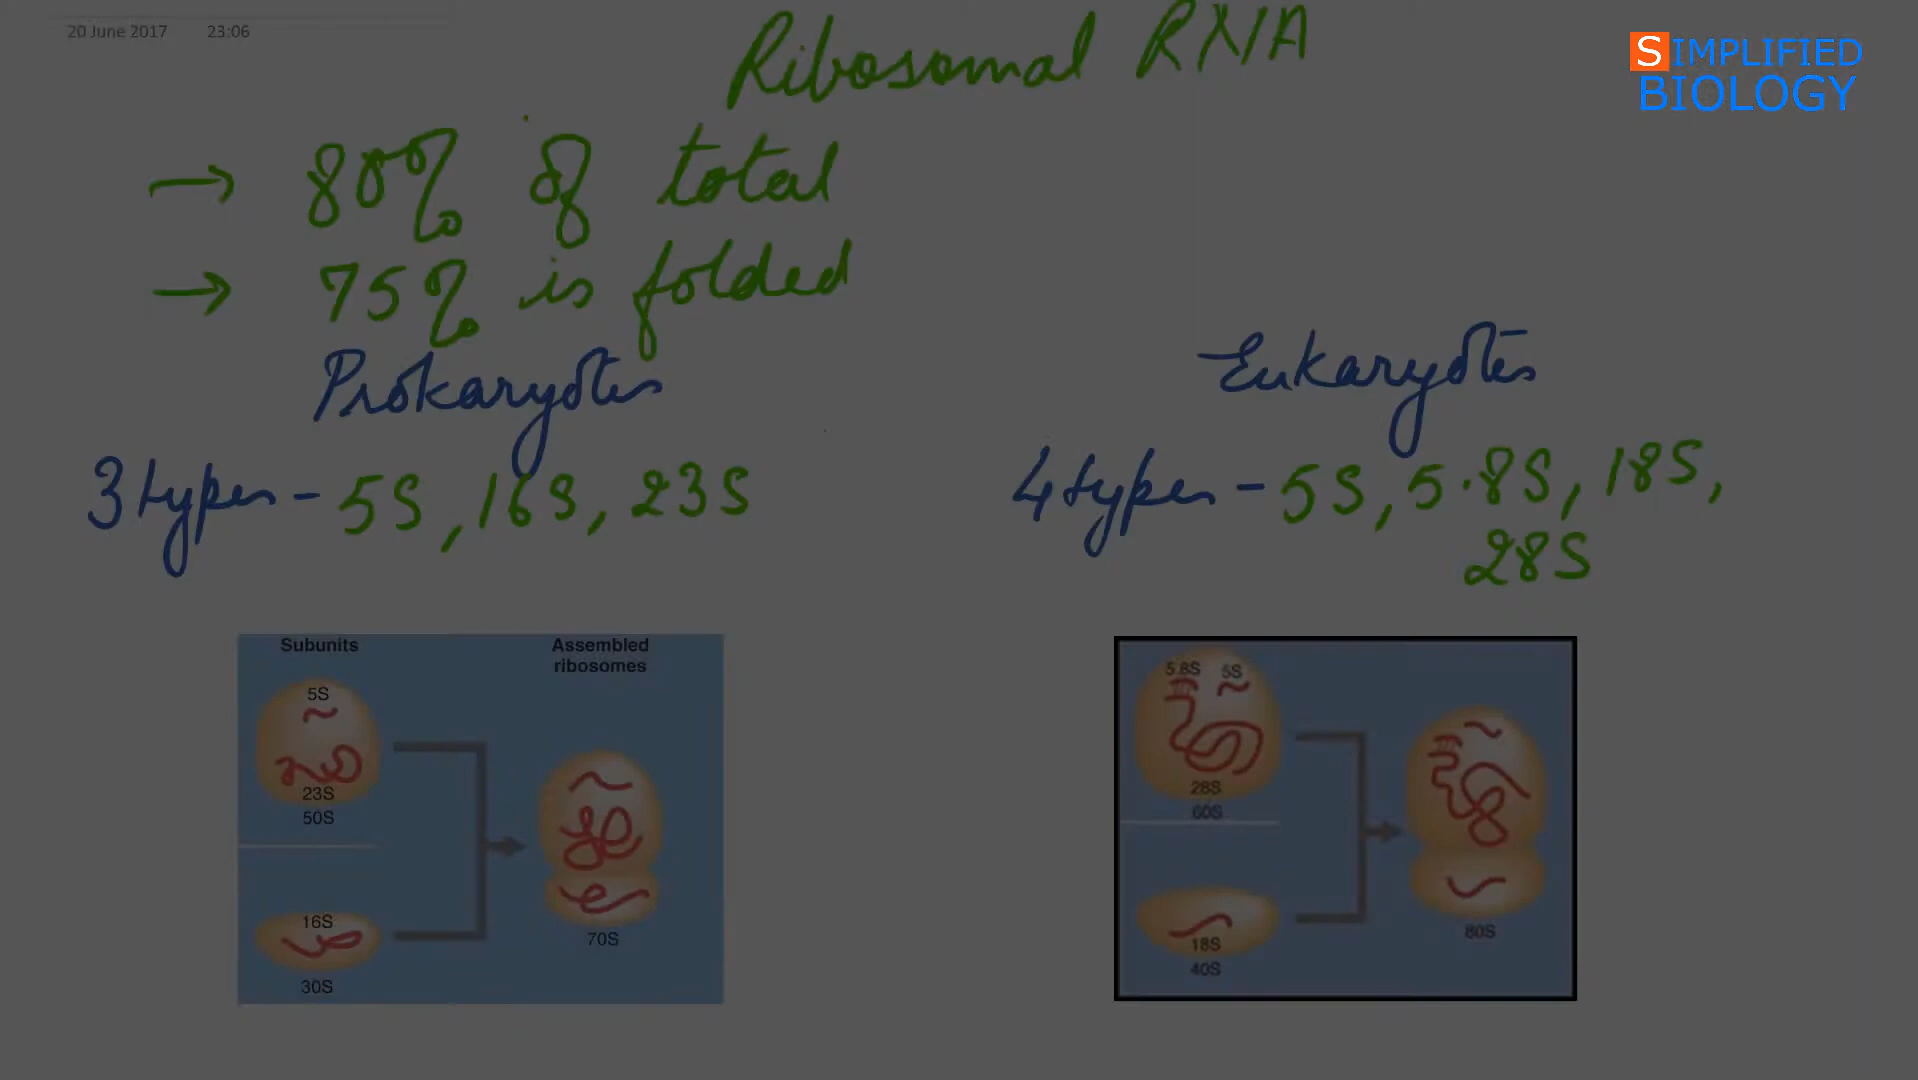 20 June 2017 23:06
Ribosomal RNA
SIMPLIFIED
BIOLOGY
→ 80% of total
→ 75% is folded
Prokaryotes
3 types - 5S, 16S, 23S
Eukaryotes
4 types - 5S, 5.8S, 18S,
28S
Subunits
Assembled
ribosomes
5S
23S
50S
16S
30S
70S
5.8S 5S
28S
60S
18S
40S
80S